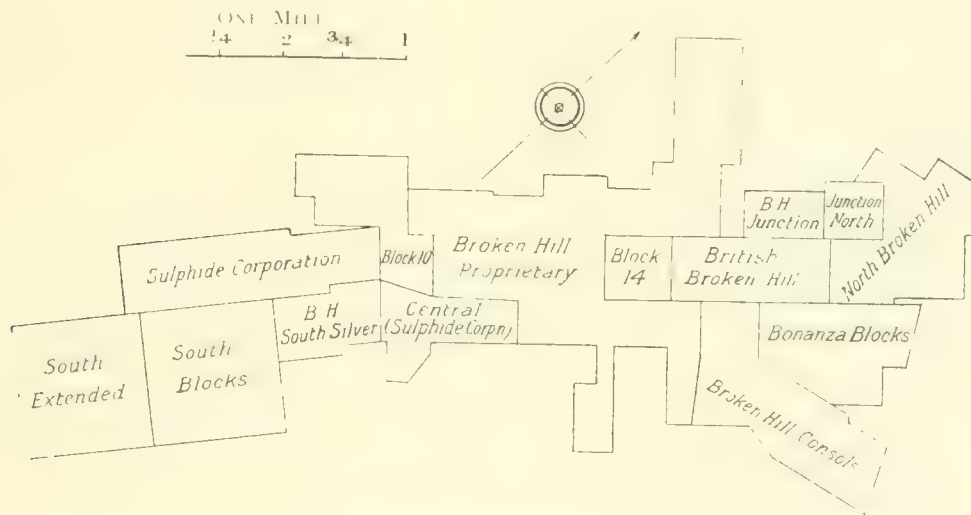 ONE MILE
1/4 2 3/4 1
Sulphide Corporation
Block 10
Broken Hill
Proprietary
Block
14
British
Broken Hill
B H
Junction
Junction
North
North Broken Hill
South
Extended
South
Blocks
B H
South Silver
Central
(Sulphide Corpn)
Bonanza Blocks
Broken Hill Consols